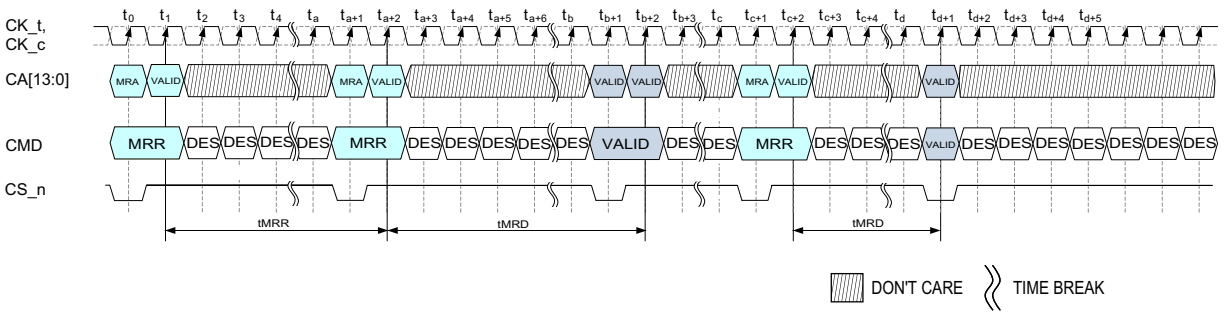 t0 t1 t2 t3 t4 ta ta+1 ta+2 ta+3 ta+4 ta+5 ta+6 tb tb+1 tb+2 tb+3 tc tc+1 tc+2 tc+3 tc+4 td td+1 td+2 td+3 td+4 td+5
CK_t,
CK_c
CA[13:0] MRA VALID MRA VALID VALID VALID MRA VALID VALID
CMD MRR DES DES DES DES MRR DES DES DES DES DES VALID DES DES MRR DES DES DES VALID DES DES DES DES DES DES DES
CS_n
tMRR tMRD tMRD
DON'T CARE TIME BREAK